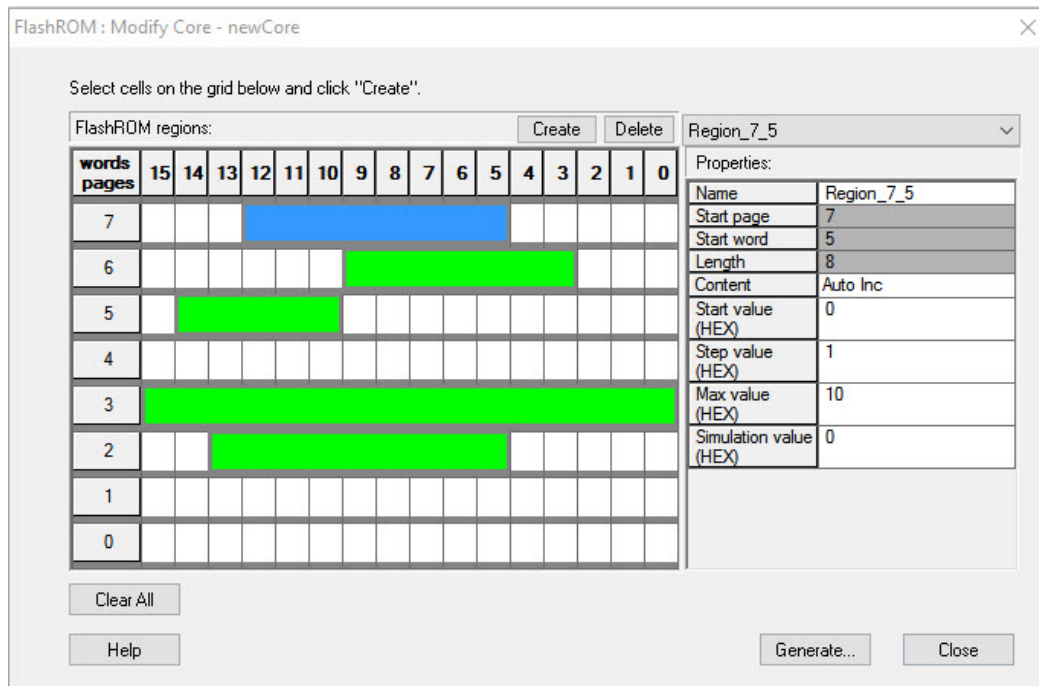 FlashROM : Modify Core - newCore
Select cells on the grid below and click "Create".
FlashROM regions:
Create
Delete
words
pages
15 14 13 12 11 10 9 8 7 6 5 4 3 2 1 0
7
6
5
4
3
2
1
0
Region_7_5
Properties:
Name Region_7_5
Start page 7
Start word 5
Length 8
Content Auto Inc
Start value 0
(HEX)
Step value 1
(HEX)
Max value 10
(HEX)
Simulation value 0
(HEX)
Clear All
Help
Generate...
Close